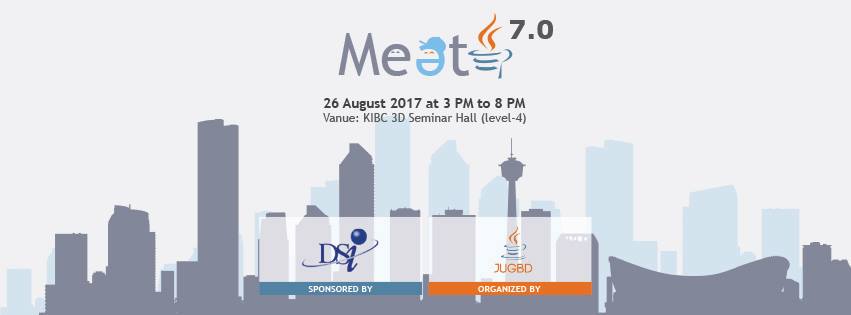 Meet up 7.0
26 August 2017 at 3 PM to 8 PM
Vanue: KIBC 3D Seminar Hall (level-4)
DSi
JUGBD
SPONSORED BY
ORGANIZED BY